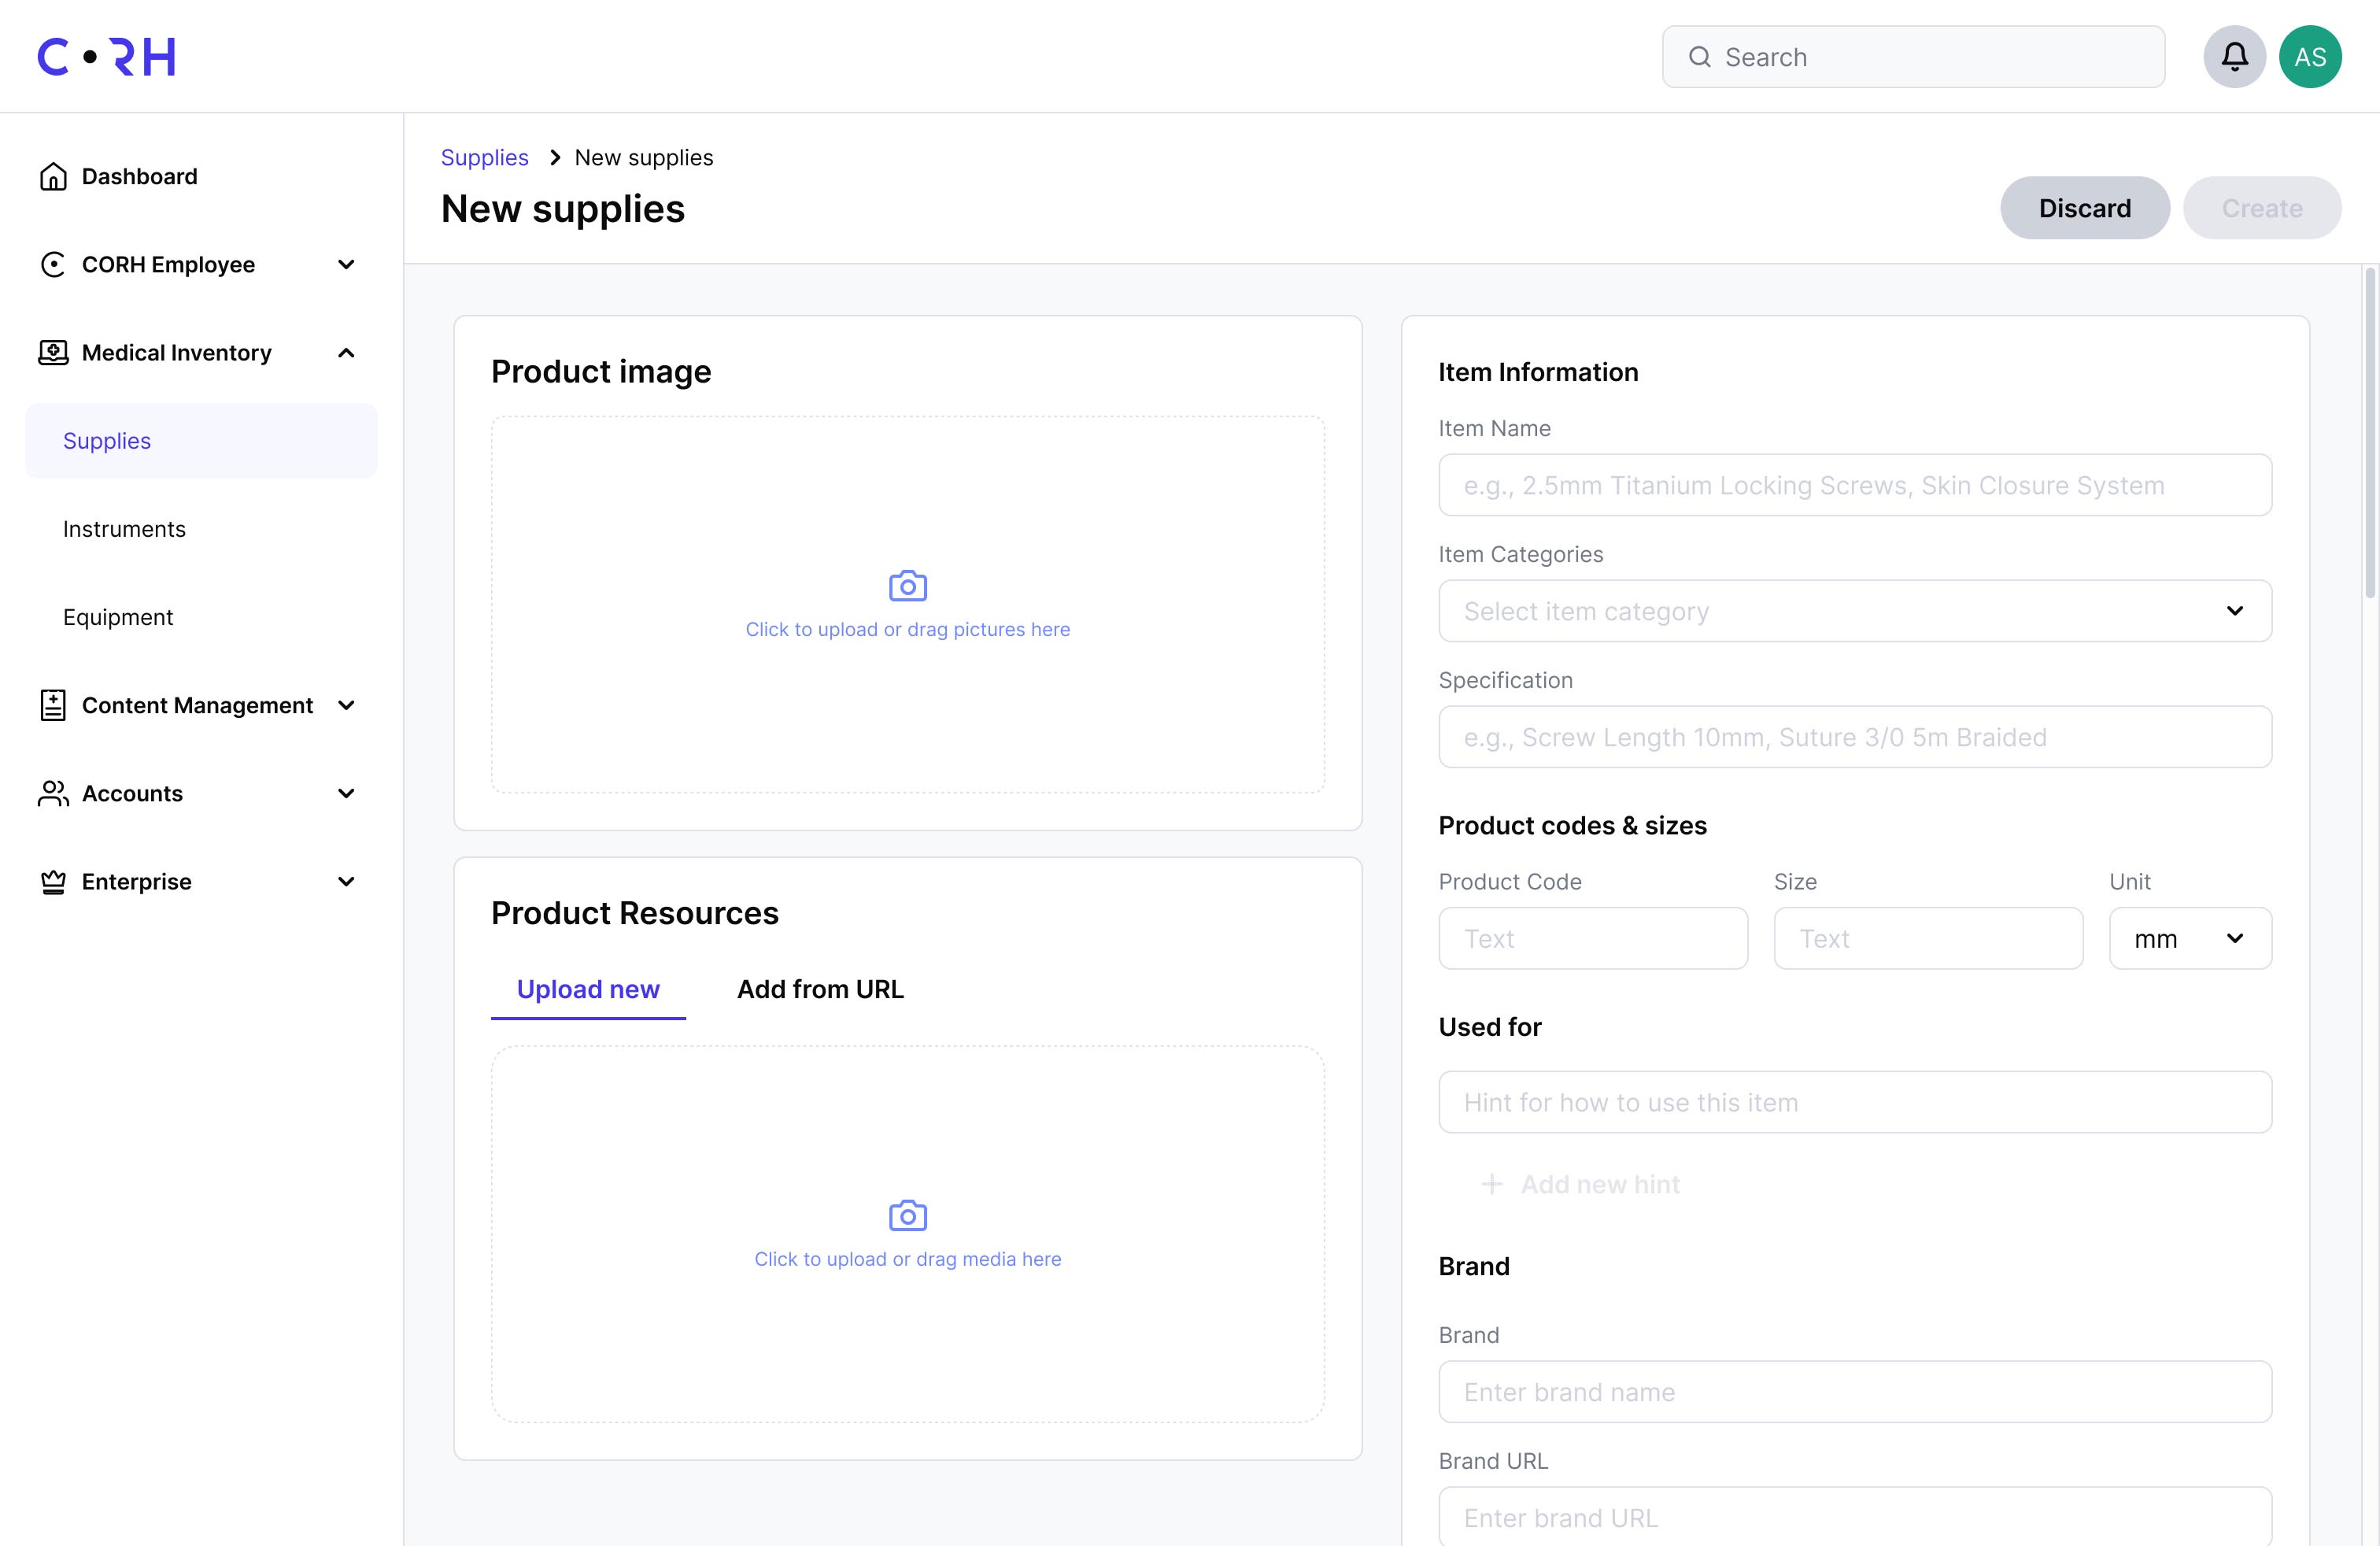 C•RH
Search
AS
Dashboard
CORH Employee
Medical Inventory
Supplies
Instruments
Equipment
Content Management
Accounts
Enterprise
Supplies > New supplies
New supplies
Discard
Create
Product image
Click to upload or drag pictures here
Product Resources
Upload new
Add from URL
Click to upload or drag media here
Item Information
Item Name
e.g., 2.5mm Titanium Locking Screws, Skin Closure System
Item Categories
Select item category
Specification
e.g., Screw Length 10mm, Suture 3/0 5m Braided
Product codes & sizes
Product Code Size Unit
Text Text mm
Used for
Hint for how to use this item
+ Add new hint
Brand
Brand
Enter brand name
Brand URL
Enter brand URL